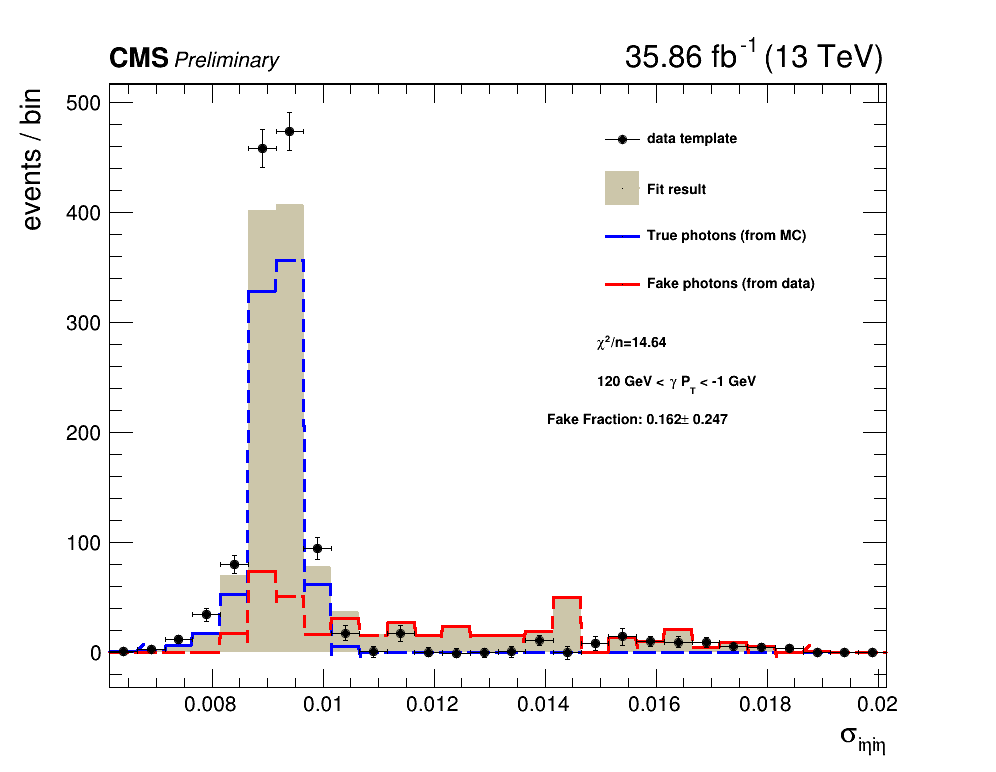 CMS Preliminary 35.86 fb⁻¹ (13 TeV)
events / bin
500
400
300
200
100
0
data template
Fit result
True photons (from MC)
Fake photons (from data)
χ²/n=14.64
120 GeV < γ P_T < -1 GeV
Fake Fraction: 0.162± 0.247
0.008 0.01 0.012 0.014 0.016 0.018 0.02
σ_iηiη